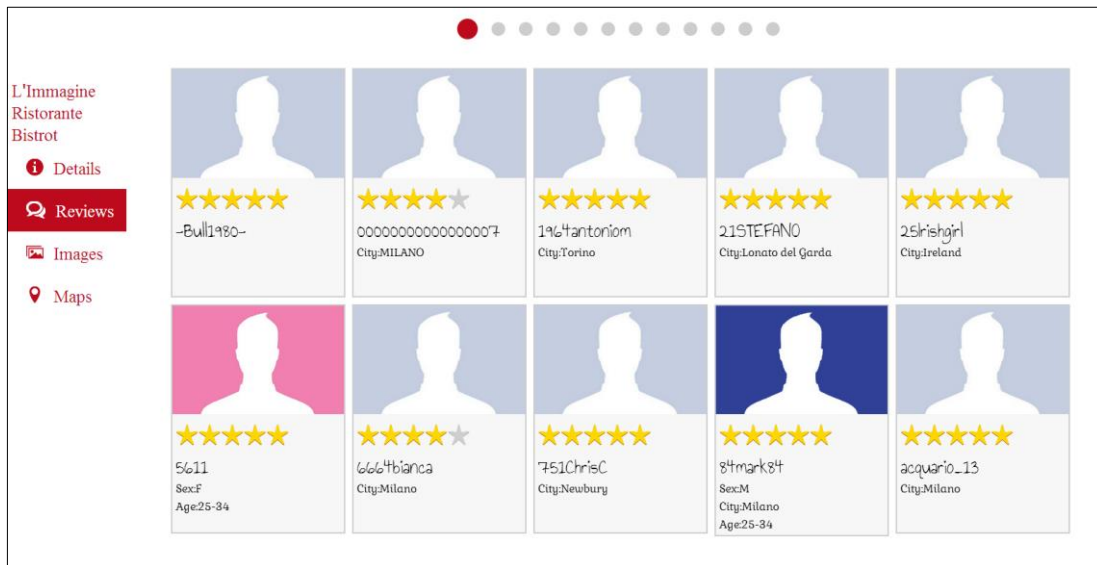 L'Immagine
Ristorante
Bistrot
Details
Reviews
Images
Maps
-Bull1980-
00000000000000007
City:MILANO
1964antoniom
City:Torino
21STEFANO
City:Lonato del Garda
25Irishgirl
City:Ireland
5611
Sex:F
Age:25-34
6664bianca
City:Milano
751ChrisC
City:Newbury
84mark84
Sex:M
City:Milano
Age:25-34
acquario_13
City:Milano